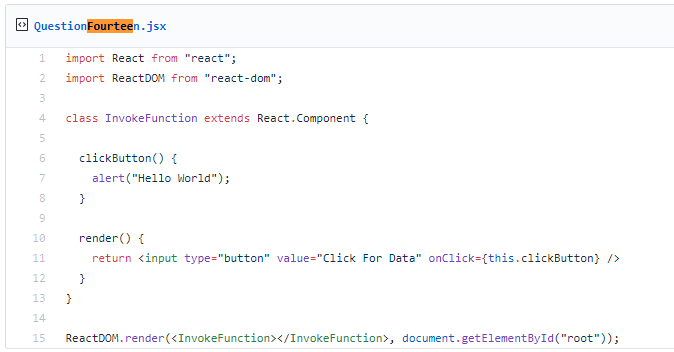 QuestionFourteen.jsx
1 import React from "react";
2 import ReactDOM from "react-dom";
3
4 class InvokeFunction extends React.Component {
5
6 clickButton() {
7 alert("Hello World");
8 }
9
10 render() {
11 return <input type="button" value="Click For Data" onClick={this.clickButton} />
12 }
13 }
14
15 ReactDOM.render(<InvokeFunction></InvokeFunction>, document.getElementById("root"));